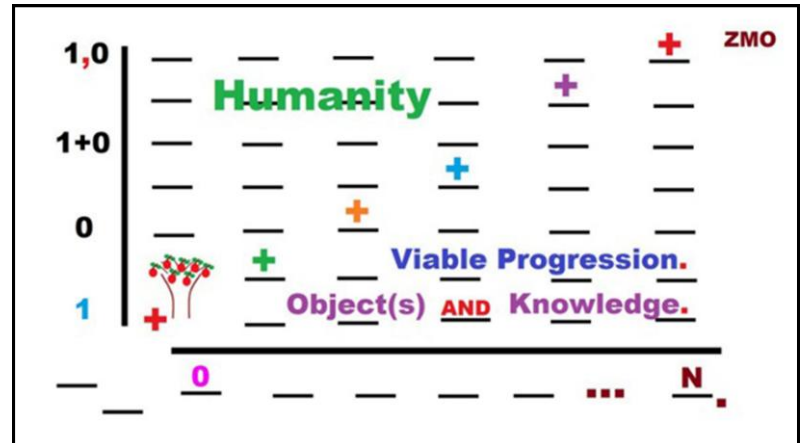 ZMO
1,0
Humanity
1+0
0
Viable Progression.
1
Object(s) AND Knowledge.
0 ... N.